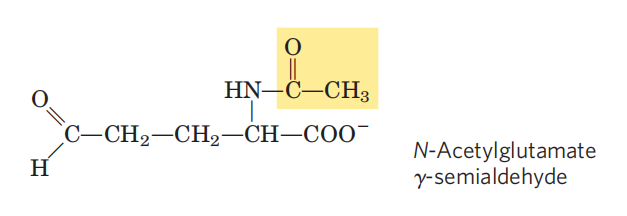 O
HN—C—CH₃
O
C—CH₂—CH₂—CH—COO⁻
H
N-Acetylglutamate
γ-semialdehyde